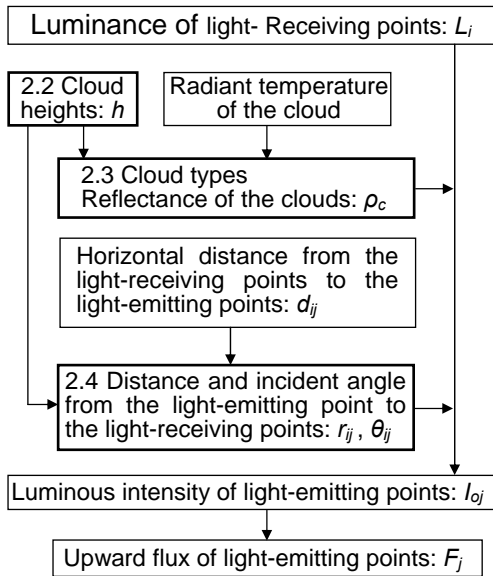 Luminance of light- Receiving points: Li
2.2 Cloud
heights: h
Radiant temperature
of the cloud
2.3 Cloud types
Reflectance of the clouds: ρc
Horizontal distance from the
light-receiving points to the
light-emitting points: dij
2.4 Distance and incident angle
from the light-emitting point to
the light-receiving points: rij , θij
Luminous intensity of light-emitting points: Ioj
Upward flux of light-emitting points: Fj